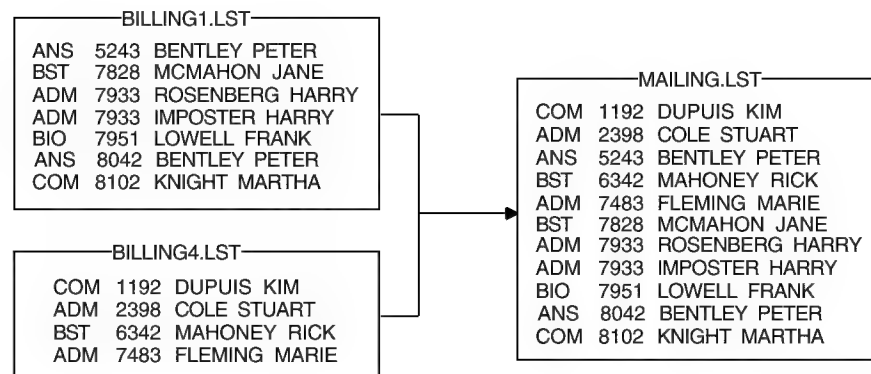 BILLING1.LST
ANS 5243 BENTLEY PETER
BST 7828 MCMAHON JANE
ADM 7933 ROSENBERG HARRY
ADM 7933 IMPOSTER HARRY
BIO 7951 LOWELL FRANK
ANS 8042 BENTLEY PETER
COM 8102 KNIGHT MARTHA
BILLING4.LST
COM 1192 DUPUIS KIM
ADM 2398 COLE STUART
BST 6342 MAHONEY RICK
ADM 7483 FLEMING MARIE
MAILING.LST
COM 1192 DUPUIS KIM
ADM 2398 COLE STUART
ANS 5243 BENTLEY PETER
BST 6342 MAHONEY RICK
ADM 7483 FLEMING MARIE
BST 7828 MCMAHON JANE
ADM 7933 ROSENBERG HARRY
ADM 7933 IMPOSTER HARRY
BIO 7951 LOWELL FRANK
ANS 8042 BENTLEY PETER
COM 8102 KNIGHT MARTHA